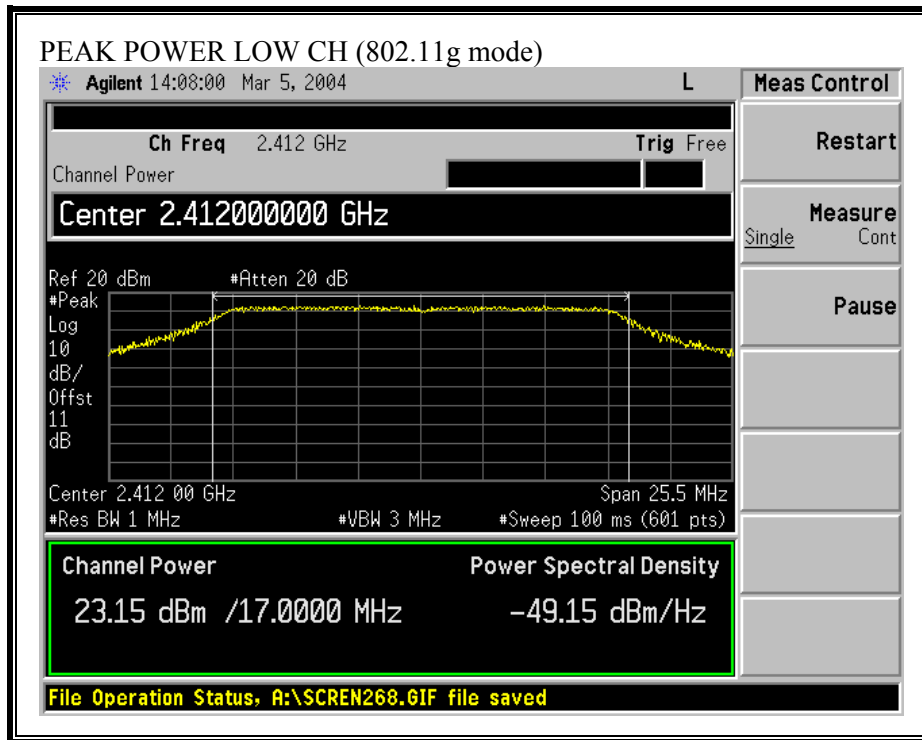 PEAK POWER LOW CH (802.11g mode)
Agilent 14:08:00 Mar 5, 2004 L
Meas Control
Ch Freq 2.412 GHz Trig Free
Channel Power
Center 2.412000000 GHz
Restart
Measure
Single Cont
Pause
Ref 20 dBm #Atten 20 dB
#Peak
Log
10
dB/
Offst
11
dB
Center 2.412 00 GHz Span 25.5 MHz
#Res BW 1 MHz #VBW 3 MHz #Sweep 100 ms (601 pts)
Channel Power Power Spectral Density
23.15 dBm /17.0000 MHz -49.15 dBm/Hz
File Operation Status, A:\SCREN268.GIF file saved